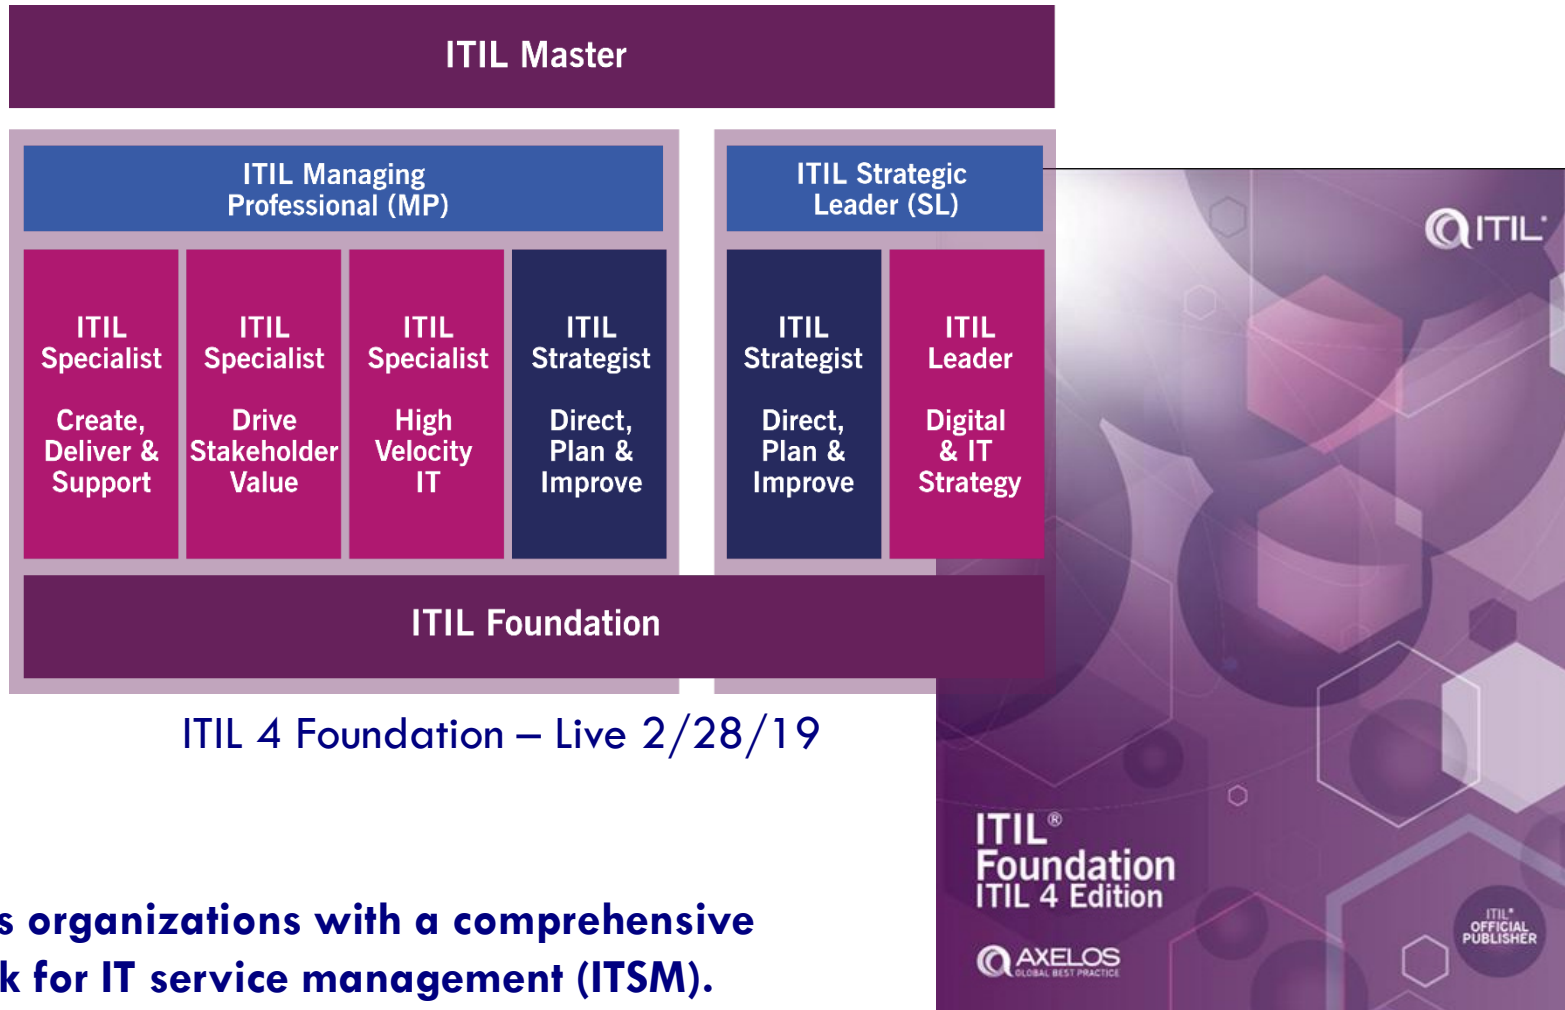 ITIL Master
ITIL Managing
Professional (MP)
ITIL
Specialist
Create,
Deliver &
Support
ITIL
Specialist
Drive
Stakeholder
Value
ITIL
Specialist
High
Velocity
IT
ITIL
Strategist
Direct,
Plan &
Improve
ITIL Strategic
Leader (SL)
ITIL
Strategist
Direct,
Plan &
Improve
ITIL
Leader
Digital
& IT
Strategy
ITIL Foundation
ITIL 4 Foundation – Live 2/28/19
s organizations with a comprehensive
k for IT service management (ITSM).
ITIL®
ITIL®
Foundation
ITIL 4 Edition
AXELOS
GLOBAL BEST PRACTICE
ITIL®
OFFICIAL
PUBLISHER